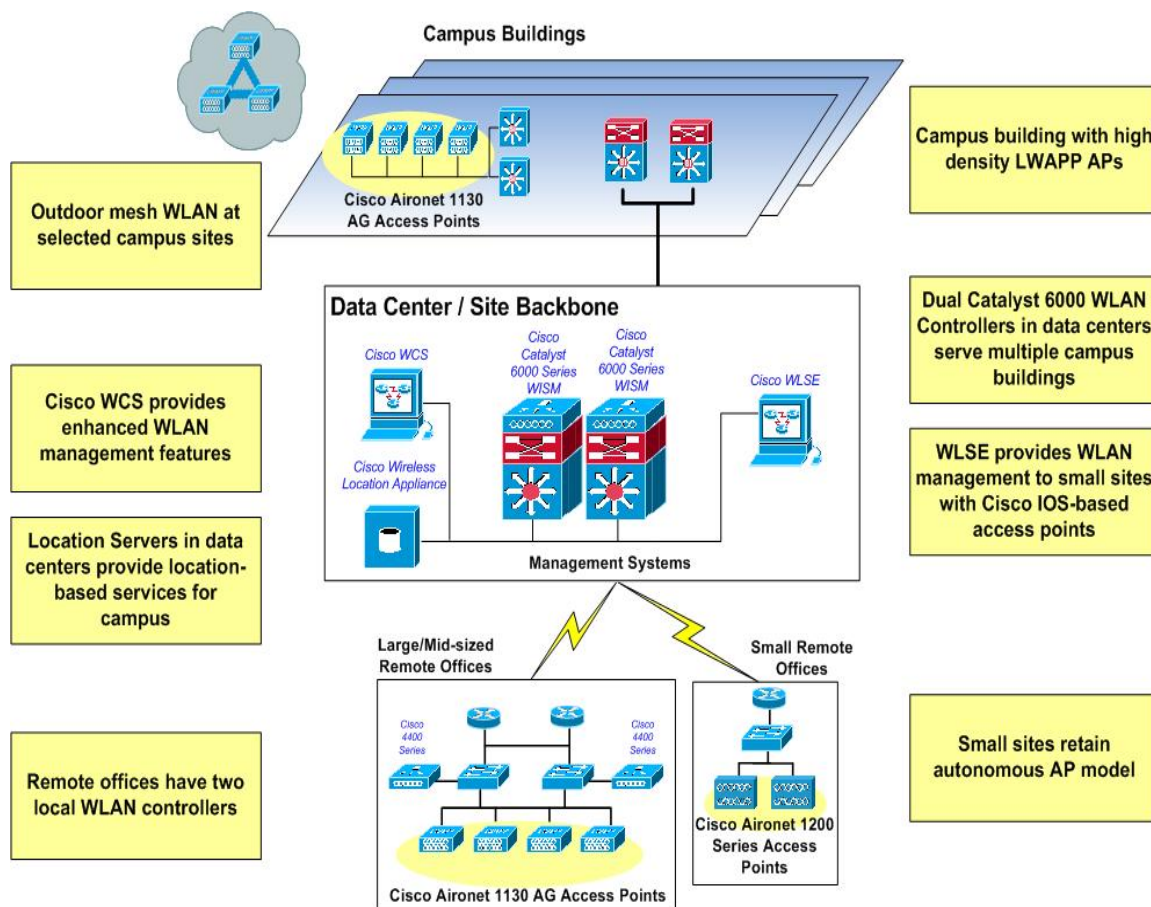 Campus Buildings
Cisco Aironet 1130
AG Access Points
Campus building with high
density LWAPP APs
Outdoor mesh WLAN at
selected campus sites
Data Center / Site Backbone
Cisco WCS
Cisco
Catalyst
6000 Series
WISM
Cisco
Catalyst
6000 Series
WISM
Cisco WLSE
Cisco Wireless
Location Appliance
Management Systems
Dual Catalyst 6000 WLAN
Controllers in data centers
serve multiple campus
buildings
Cisco WCS provides
enhanced WLAN
management features
WLSE provides WLAN
management to small sites
with Cisco IOS-based
access points
Location Servers in data
centers provide location-
based services for
campus
Large/Mid-sized
Remote Offices
Small Remote
Offices
Cisco
4400
Series
Cisco
4400
Series
Cisco Aironet 1130 AG Access Points
Cisco Aironet 1200
Series Access
Points
Remote offices have two
local WLAN controllers
Small sites retain
autonomous AP model